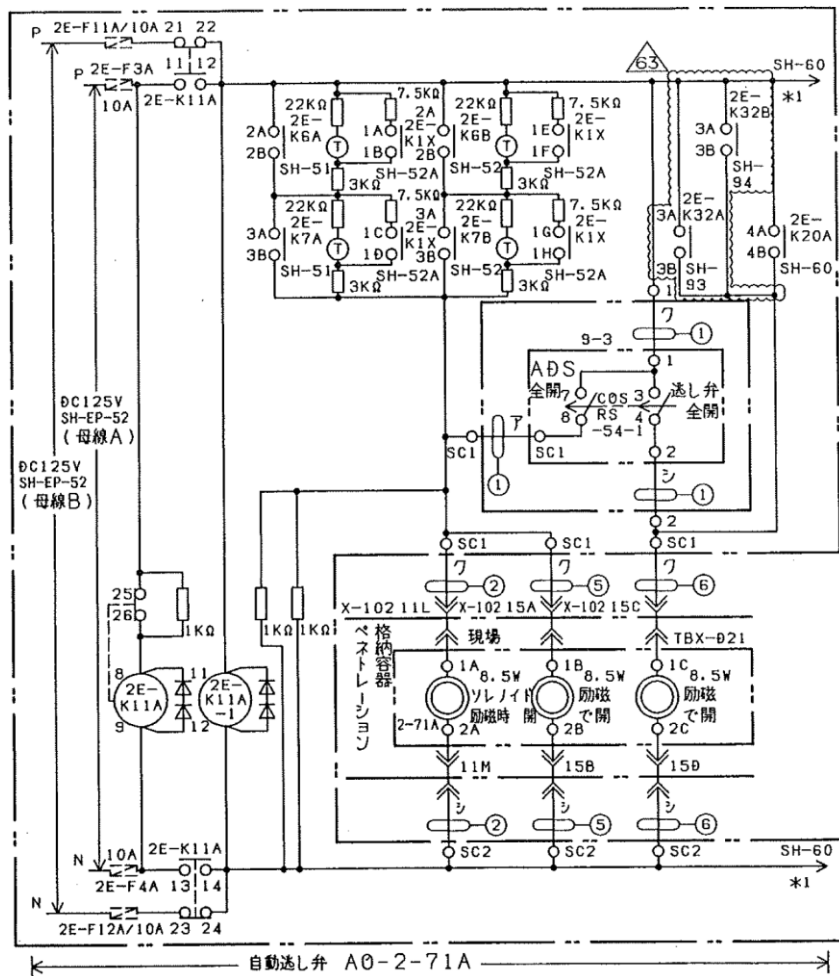 2E-F11A/10A 21 22
P
P 2E-F3A 11 12
10A 2E-K11A
63
SH-60
*1
22KΩ 7.5KΩ 22KΩ 7.5KΩ
2A 2E-K6A 1A 2E-K1X 2A 2E-K6B 1E 2E-K1X
2B T 1B 2B T 1F
SH-51 SH-52A SH-52A
3KΩ 3KΩ
22KΩ 7.5KΩ 22KΩ 7.5KΩ
3A 2E-K7A 1C 2E-K1X 3A 2E-K7B 1G 2E-K1X
3B T 1D 3B T 1H
SH-51 SH-52A SH-52A
3KΩ 3KΩ
2E-K32B
3A
3B
SH-94
2E-K32A
3A
3B
SH-93
4A 2E-K20A
4B
SH-60
1
ワ ①
9-3 1
ADS全開 7 8 COS RS-54-1 3 4 逃し弁全開
ア
SC1 SC1
①
2
シ ①
2
DC125V
SH-EP-52
(母線A)
DC125V
SH-EP-52
(母線B)
SC1 SC1 SC1
ワ ② ワ ⑤ ワ ⑥
X-102 11L X-102 15A X-102 15C
25
26
1KΩ 1KΩ 1KΩ
格納容器
ペネトレーション
現場 TBX-D21
8 2E-K11A 9
11 2E-K11A-1 12
1A 8.5W ソレノイド励磁時 開
1B 8.5W 励磁で開
1C 8.5W 励磁で開
2-71A 2A 2B 2C
11M 15B 15D
シ ② シ ⑤ シ ⑥
SC2 SC2 SC2
N 10A 2E-K11A
2E-F4A 13 14
SH-60
*1
N
2E-F12A/10A 23 24
自動逃し弁 AO-2-71A